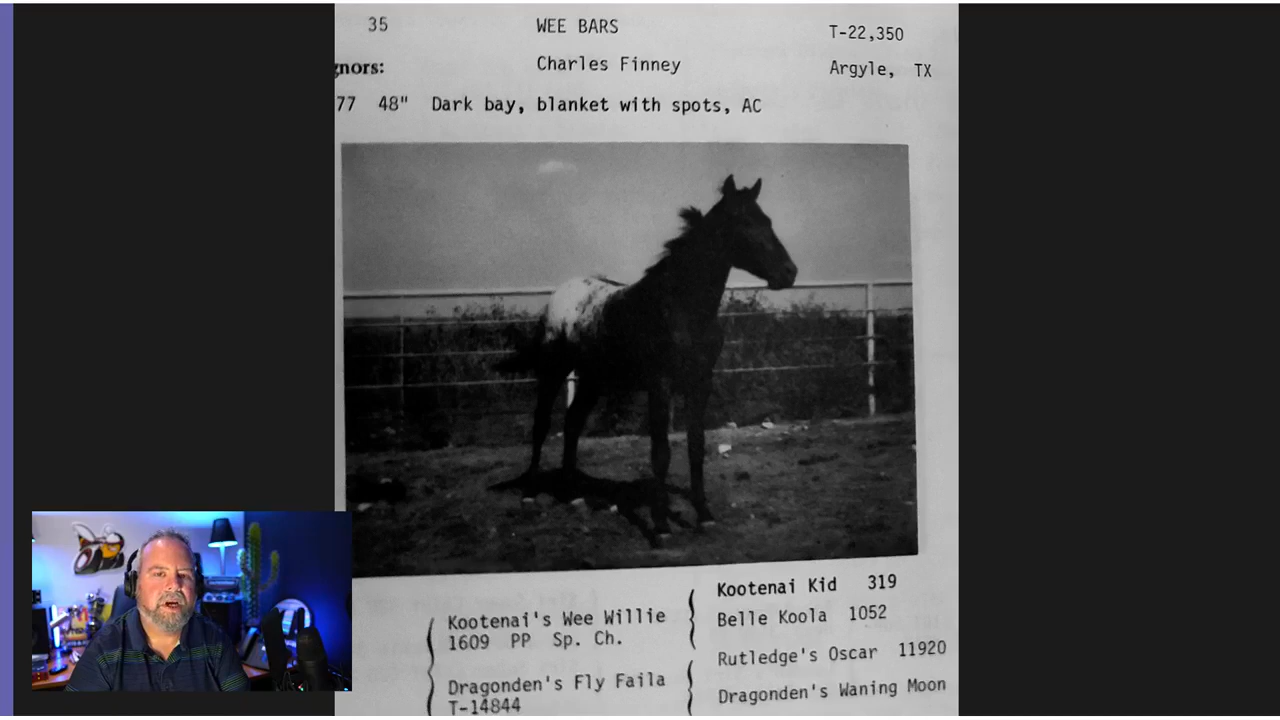 35 WEE BARS T-22,350
gnors: Charles Finney Argyle, TX
77 48" Dark bay, blanket with spots, AC
Kootenai Kid 319
Kootenai's Wee Willie
1609 PP Sp. Ch.
Belle Koola 1052
Rutledge's Oscar 11920
Dragonden's Fly Faila
T-14844
Dragonden's Waning Moon